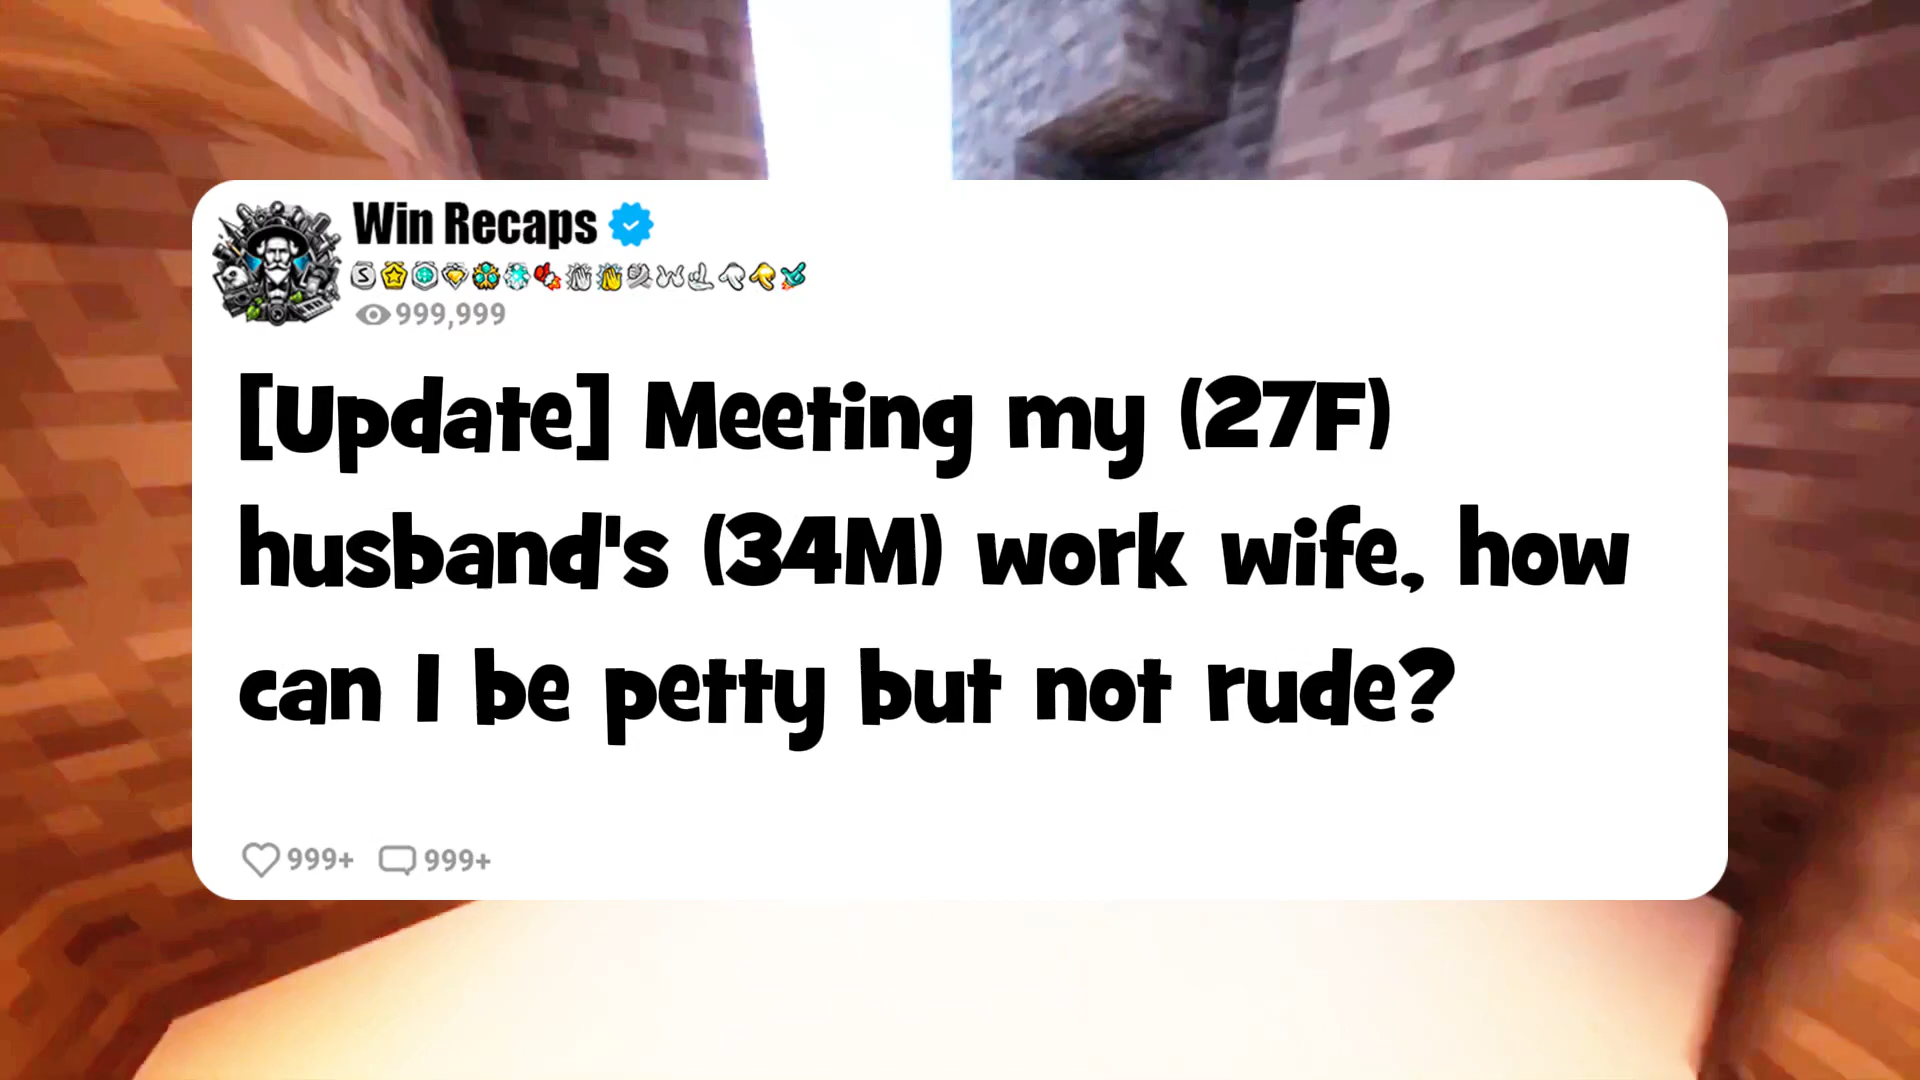 Win Recaps
999,999
[Update] Meeting my (27F)
husband's (34M) work wife, how
can I be petty but not rude?
999+ 999+